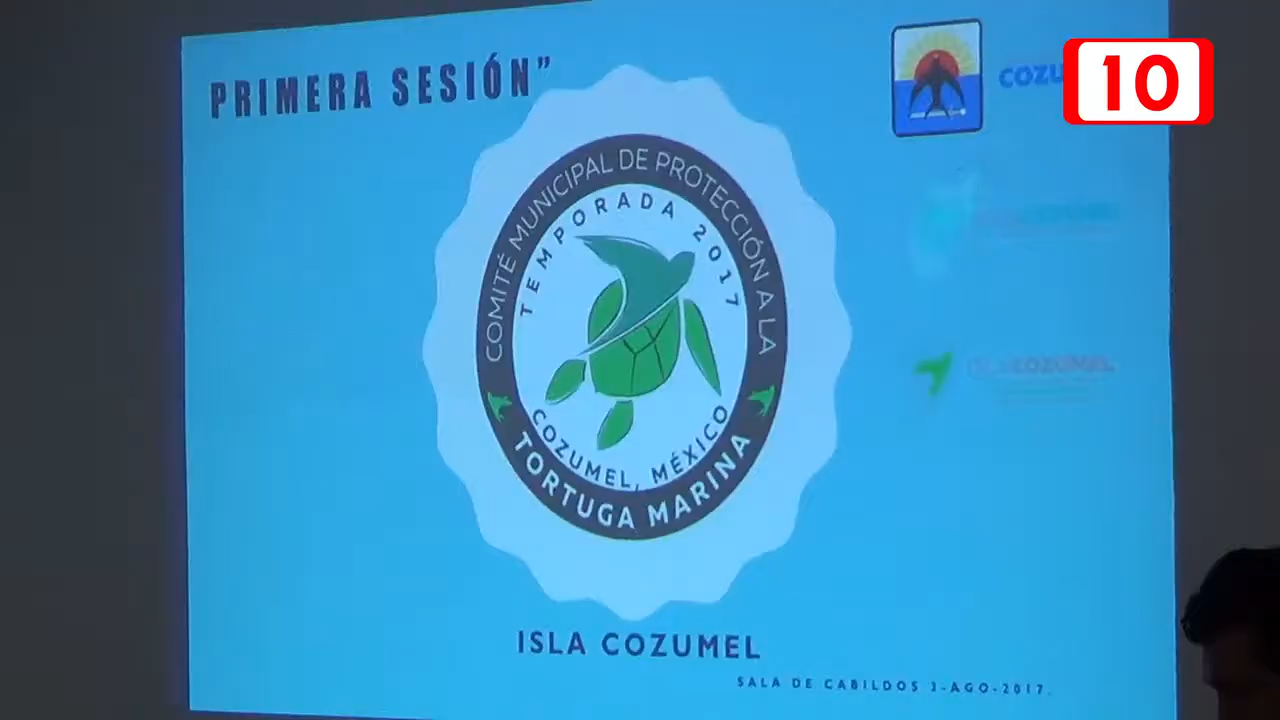 PRIMERA SESIÓN”
COZU
10
COMITÉ MUNICIPAL DE PROTECCIÓN A LA
TORTUGA MARINA
TEMPORADA 2017
COZUMEL, MÉXICO
COZUMEL
ISLA COZUMEL
SALA DE CABILDOS 3-AGO-2017.